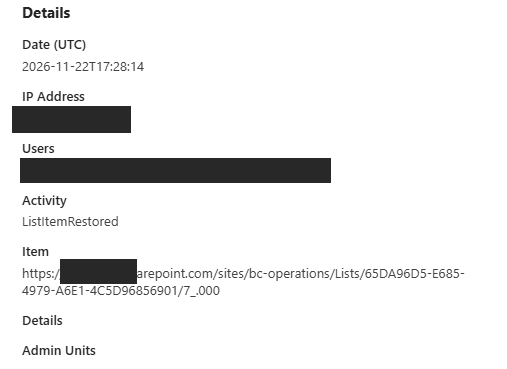 Details
Date (UTC)
2026-11-22T17:28:14
IP Address
Users
Activity
ListItemRestored
Item
https:/ arepoint.com/sites/bc-operations/Lists/65DA96D5-E685-
4979-A6E1-4C5D96856901/7_.000
Details
Admin Units